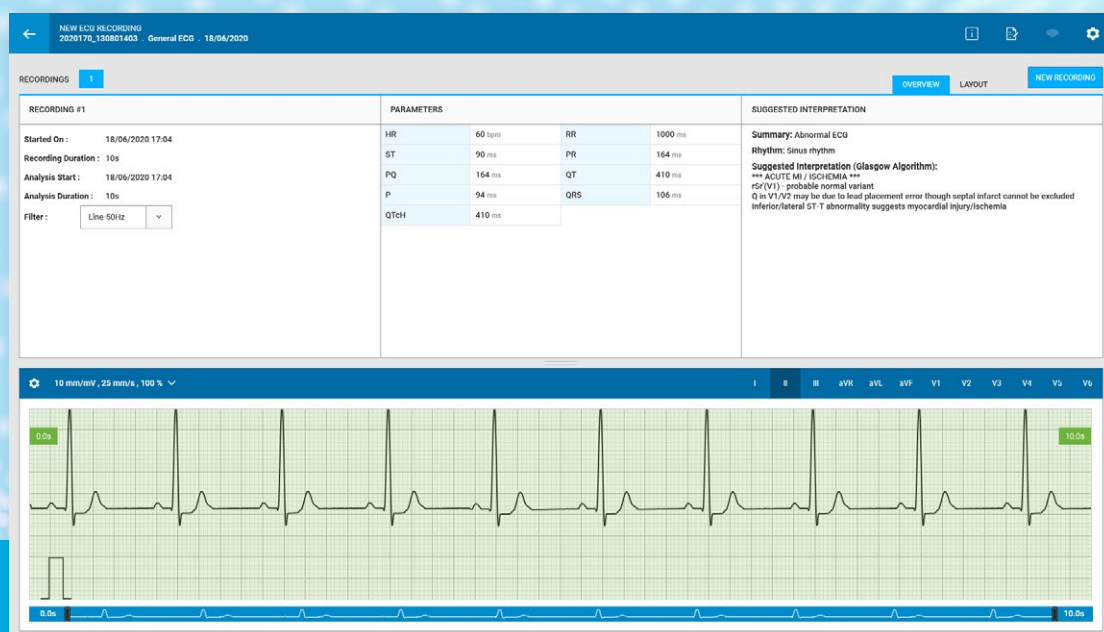 NEW ECG RECORDING
2020170_130801403 . General ECG . 18/06/2020
RECORDINGS 1
OVERVIEW LAYOUT NEW RECORDING
RECORDING #1
Started On : 18/06/2020 17:04
Recording Duration : 10s
Analysis Start : 18/06/2020 17:04
Analysis Duration : 10s
Filter : Line-50Hz
PARAMETERS
HR 60 bpm RR 1000 ms
ST 90 ms PR 164 ms
PQ 164 ms QT 410 ms
P 94 ms QRS 106 ms
QTcH 410 ms
SUGGESTED INTERPRETATION
Summary: Abnormal ECG
Rhythm: Sinus rhythm
Suggested Interpretation (Glasgow Algorithm):
*** ACUTE MI / ISCHEMIA ***
rSr'(V1) - probable normal variant
Q in V1/V2 may be due to lead placement error though septal infarct cannot be excluded
Inferior/lateral ST-T abnormality suggests myocardial injury/ischemia
10 mm/mV , 25 mm/s , 100 % I II III aVR aVL aVF V1 V2 V3 V4 V5 V6
0.0s 10.0s
0.0s 10.0s